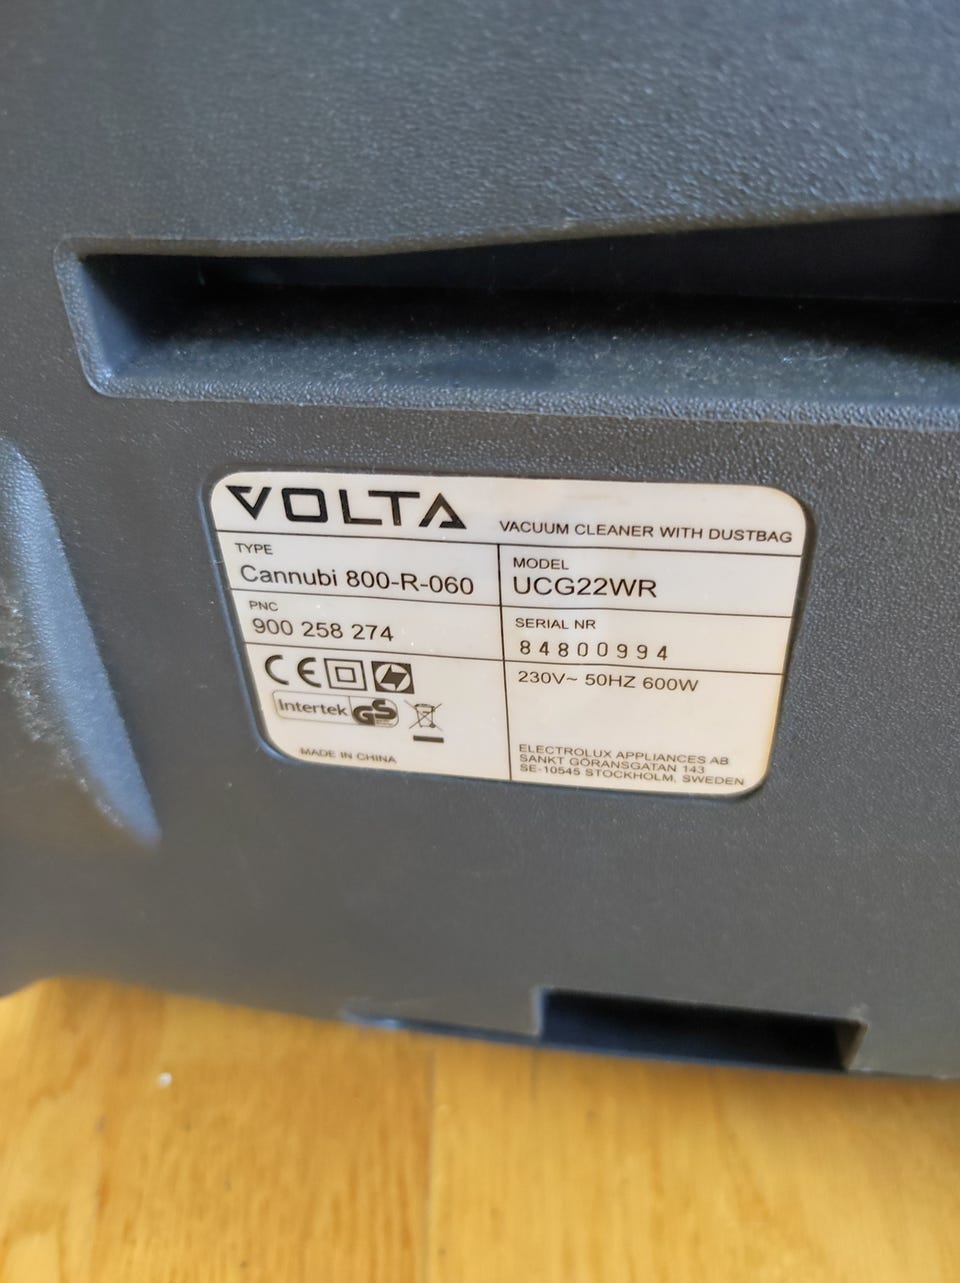 VOLTA
VACUUM CLEANER WITH DUSTBAG
TYPE
Cannubi 800-R-060
MODEL
UCG22WR
PNC
900 258 274
SERIAL NR
84800994
CE
Intertek GS
MADE IN CHINA
230V~ 50HZ 600W
ELECTROLUX APPLIANCES AB
SANKT GÖRANSGATAN 143
SE-10545 STOCKHOLM, SWEDEN